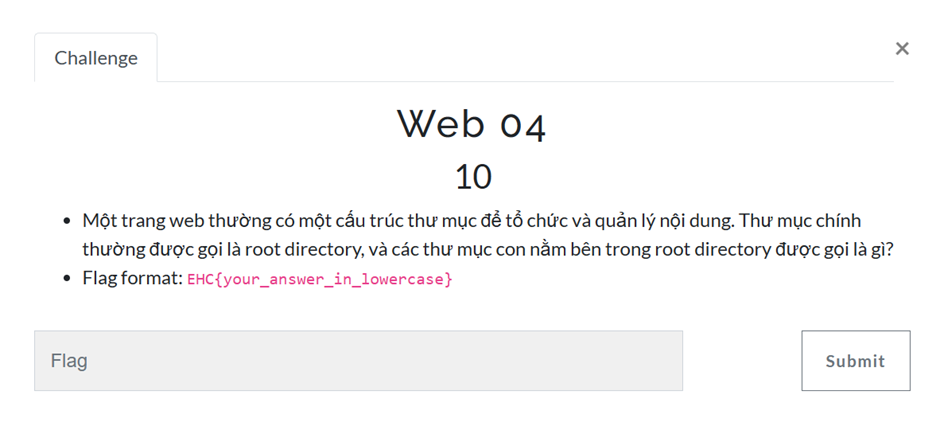 Challenge
×
Web 04
10
• Một trang web thường có một cấu trúc thư mục để tổ chức và quản lý nội dung. Thư mục chính
thường được gọi là root directory, và các thư mục con nằm bên trong root directory được gọi là gì?
• Flag format: EHC{your_answer_in_lowercase}
Flag
Submit